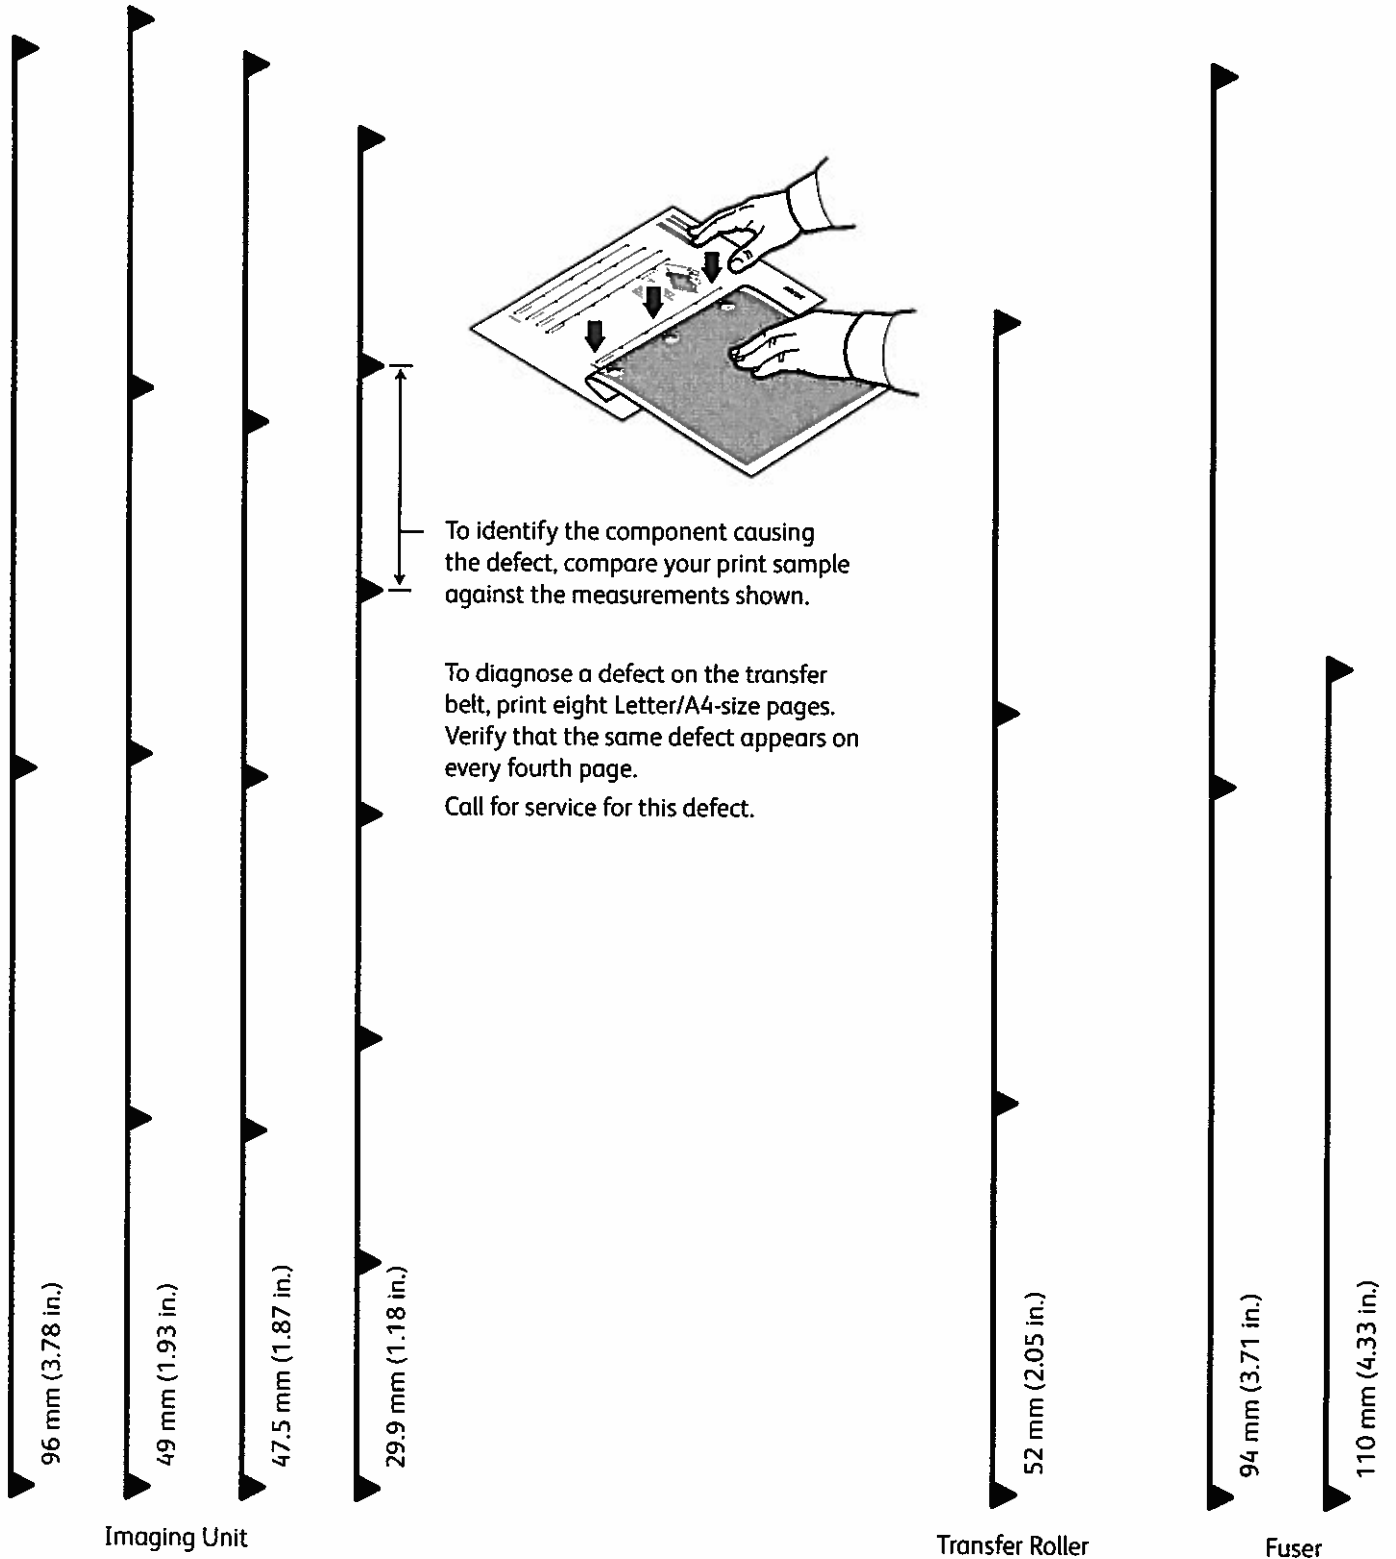 To identify the component causing
the defect, compare your print sample
against the measurements shown.
To diagnose a defect on the transfer
belt, print eight Letter/A4-size pages.
Verify that the same defect appears on
every fourth page.
Call for service for this defect.
96 mm (3.78 in.)
49 mm (1.93 in.)
47.5 mm (1.87 in.)
29.9 mm (1.18 in.)
52 mm (2.05 in.)
94 mm (3.71 in.)
110 mm (4.33 in.)
Imaging Unit
Transfer Roller
Fuser